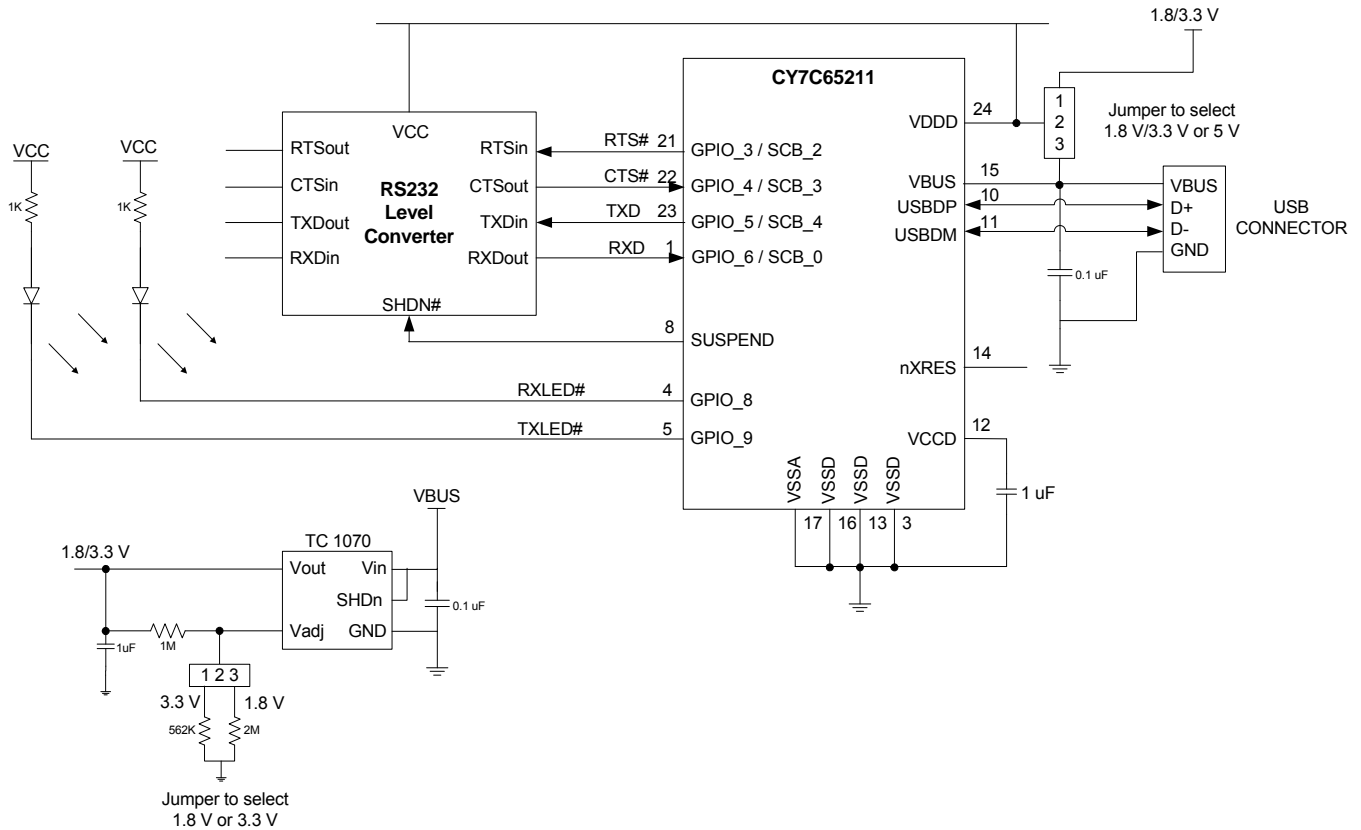 1.8/3.3 V
CY7C65211
1
2
3
Jumper to select
1.8 V/3.3 V or 5 V
VDDD 24
VCC
VCC
VCC
RTSout
RTSin
RTS# 21
GPIO_3 / SCB_2
CTSin
CTSout
CTS# 22
GPIO_4 / SCB_3
TXDout
TXDin
TXD 23
GPIO_5 / SCB_4
RXDin
RXDout
RXD 1
GPIO_6 / SCB_0
RS232
Level
Converter
1K
1K
VBUS 15
USBDP 10
USBDM 11
VBUS
D+
D-
GND
USB
CONNECTOR
0.1 uF
SHDN#
8 SUSPEND
nXRES 14
RXLED# 4 GPIO_8
TXLED# 5 GPIO_9
VCCD 12
1 uF
VSSA
VSSD
VSSD
VSSD
17 16 13 3
VBUS
TC 1070
1.8/3.3 V
Vout
Vin
SHDn
Vadj
GND
0.1 uF
1uF
1M
1 2 3
3.3 V
1.8 V
562K
2M
Jumper to select
1.8 V or 3.3 V